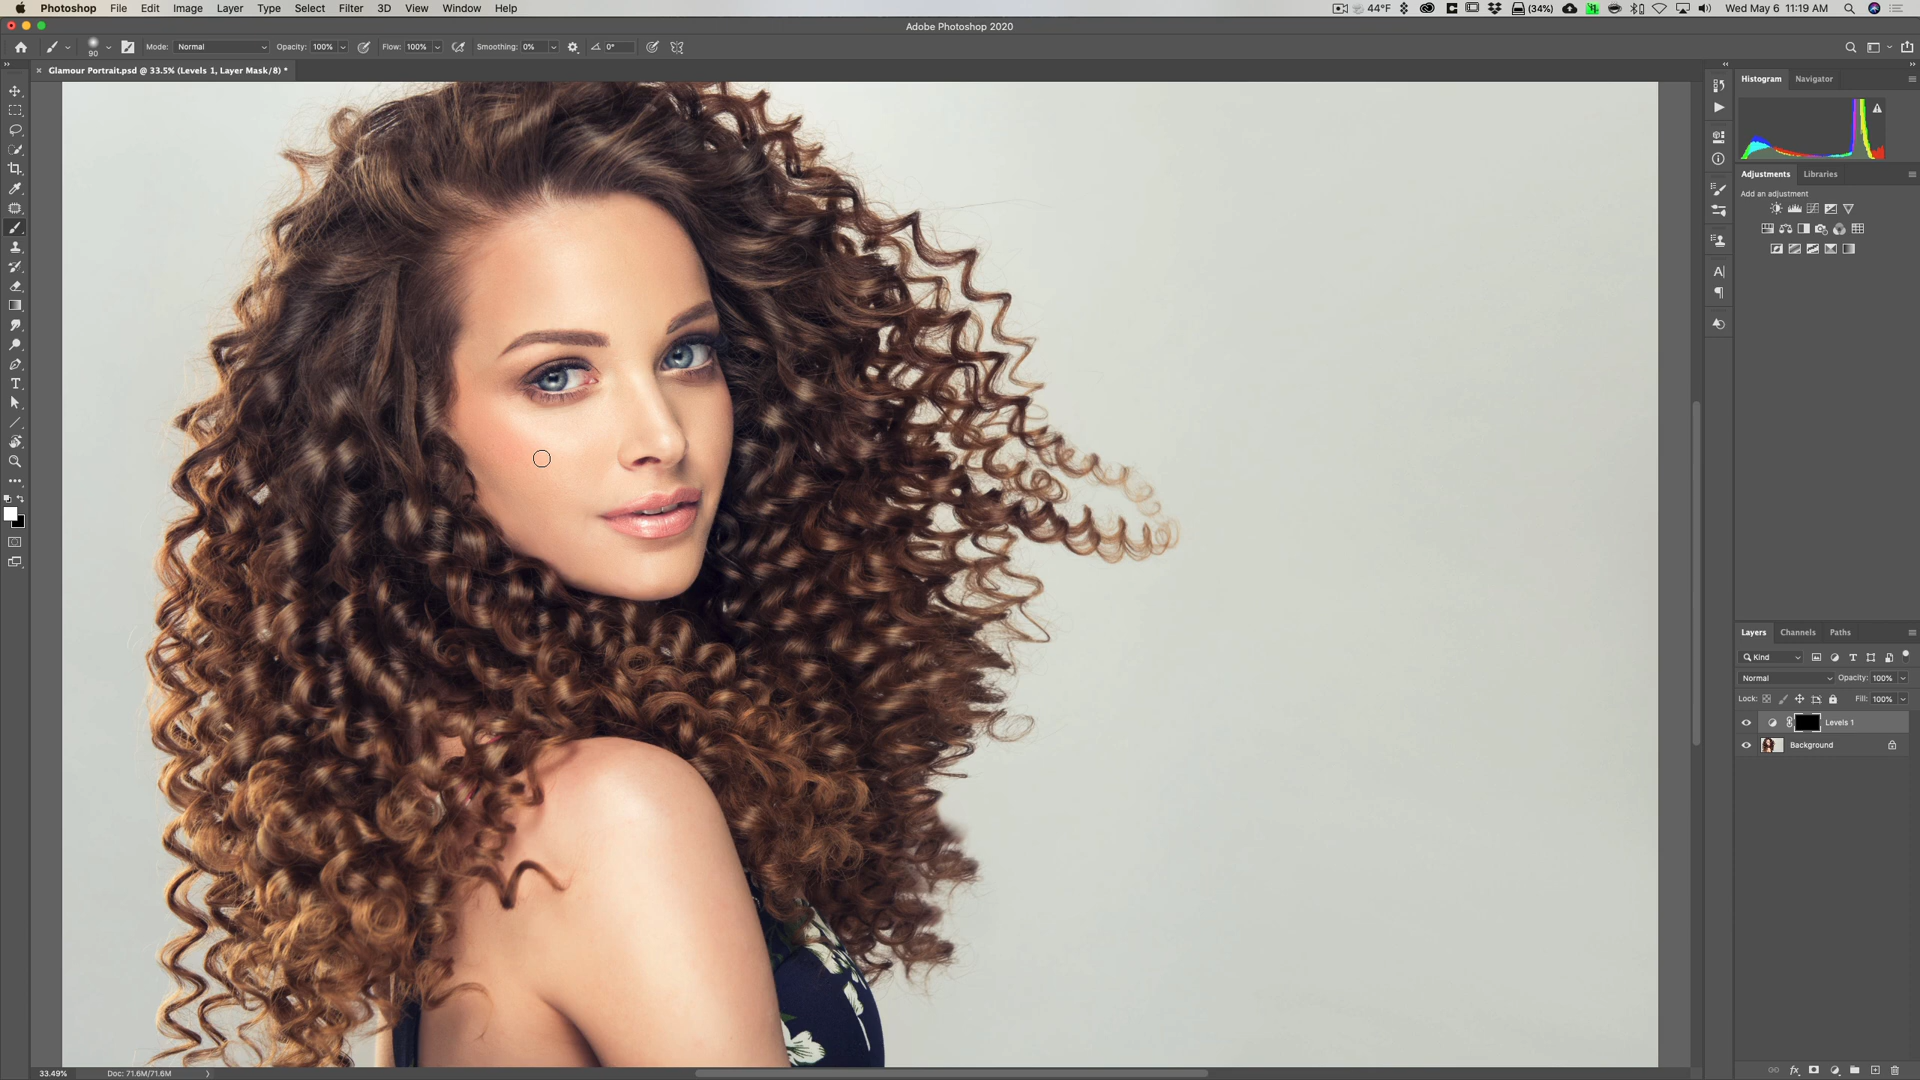 Photoshop File Edit Image Layer Type Select Filter 3D View Window Help 44°F (34%) Wed May 6 11:19 AM
Adobe Photoshop 2020
90 Mode: Normal Opacity: 100% Flow: 100% Smoothing: 0% 0°
× Glamour Portrait.psd @ 33.5% (Levels 1, Layer Mask/8) *
Histogram Navigator
Adjustments Libraries
Add an adjustment
Layers Channels Paths
Kind
Normal Opacity: 100%
Lock: Fill: 100%
Levels 1
Background
33.49% Doc: 71.6M/71.6M